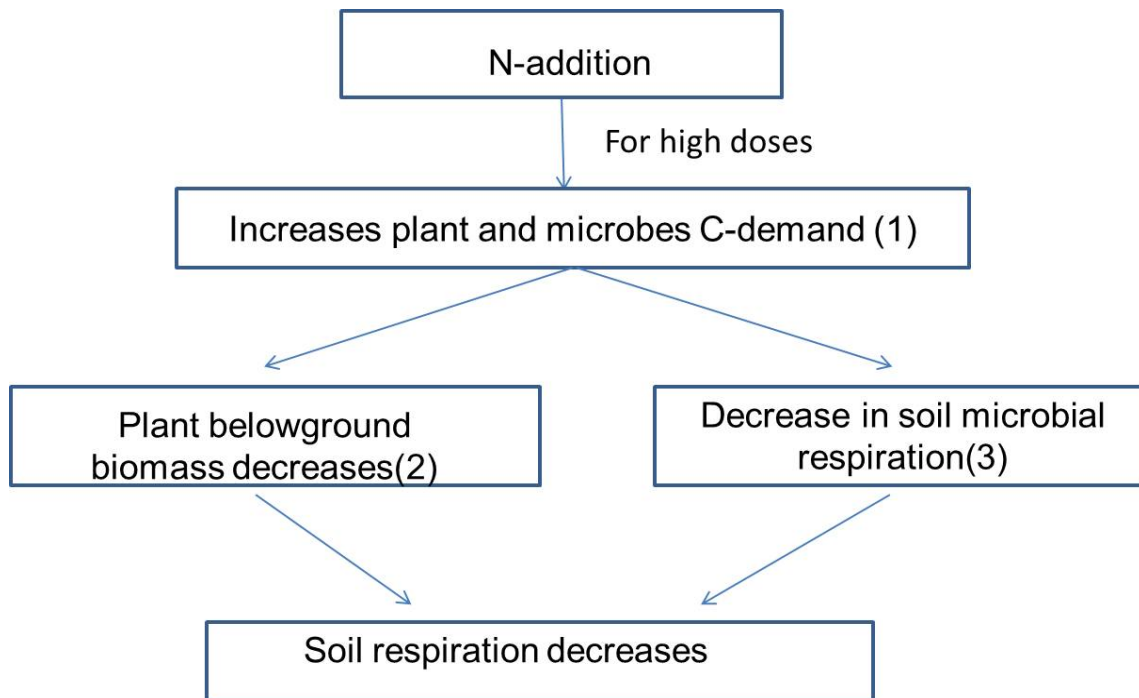 N-addition
For high doses
Increases plant and microbes C-demand (1)
Plant belowground
biomass decreases(2)
Decrease in soil microbial
respiration(3)
Soil respiration decreases